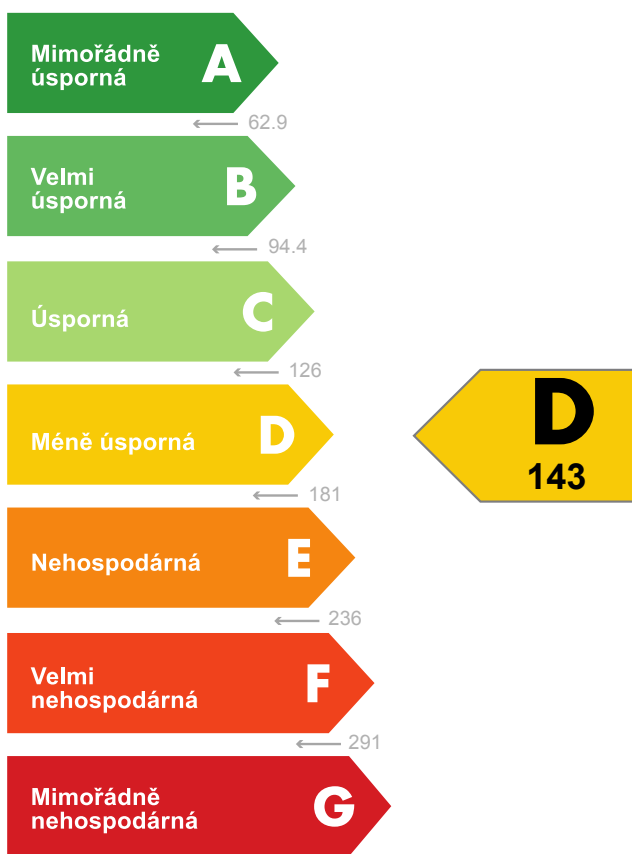 Mimořádně
úsporná
A
62.9
Velmi
úsporná
B
94.4
Úsporná
C
126
Méně úsporná
D
D
143
181
Nehospodárná
E
236
Velmi
nehospodárná
F
291
Mimořádně
nehospodárná
G